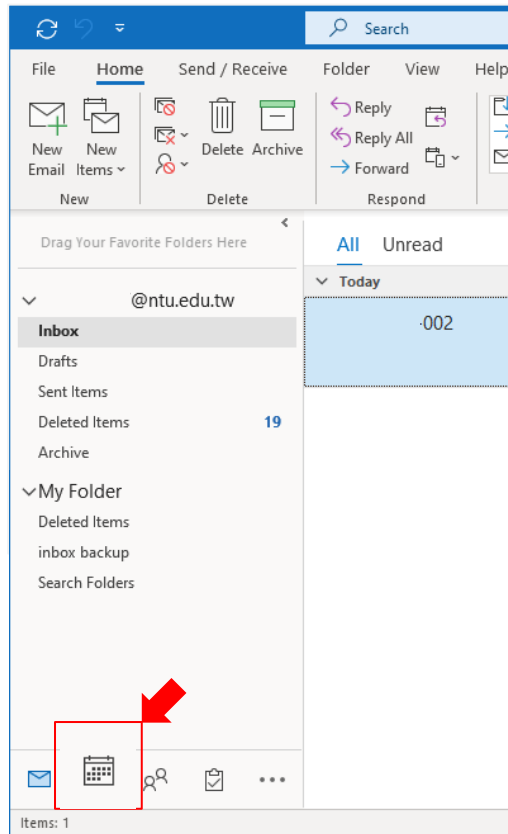 Search
File Home Send / Receive Folder View Help
New Email
New Items
Delete
Archive
Reply
Reply All
Forward
New
Delete
Respond
Drag Your Favorite Folders Here
All Unread
Today
@ntu.edu.tw
Inbox
-002
Drafts
Sent Items
Deleted Items 19
Archive
My Folder
Deleted Items
inbox backup
Search Folders
Items: 1